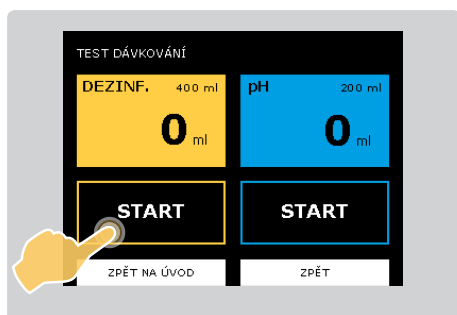 TEST DÁVKOVÁNÍ
DEZINF. 400 ml pH 200 ml
0 ml 0 ml
START START
ZPĚT NA ÚVOD ZPĚT